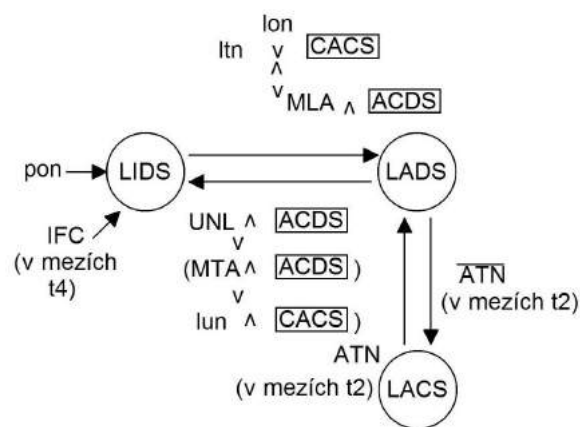 lon
ltn ∨ CACS
∧
∨ MLA ∧ ACDS
pon LIDS LADS
IFC
(v mezích
t4)
UNL ∧ ACDS
∨
(MTA ∧ ACDS )
∨
lun ∧ CACS )
ATN
(v mezích t2)
ATN
(v mezích t2)
LACS